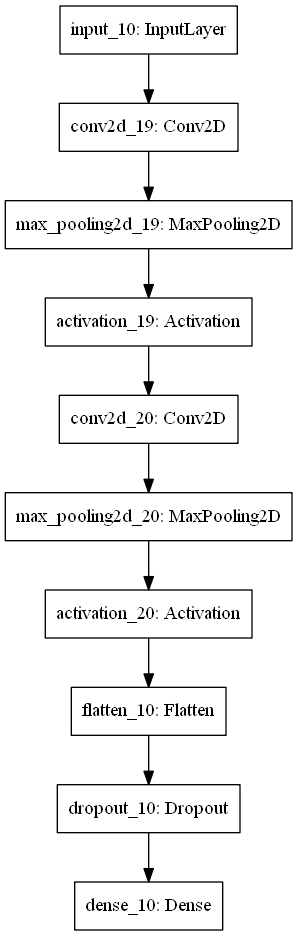 input_10: InputLayer
conv2d_19: Conv2D
max_pooling2d_19: MaxPooling2D
activation_19: Activation
conv2d_20: Conv2D
max_pooling2d_20: MaxPooling2D
activation_20: Activation
flatten_10: Flatten
dropout_10: Dropout
dense_10: Dense